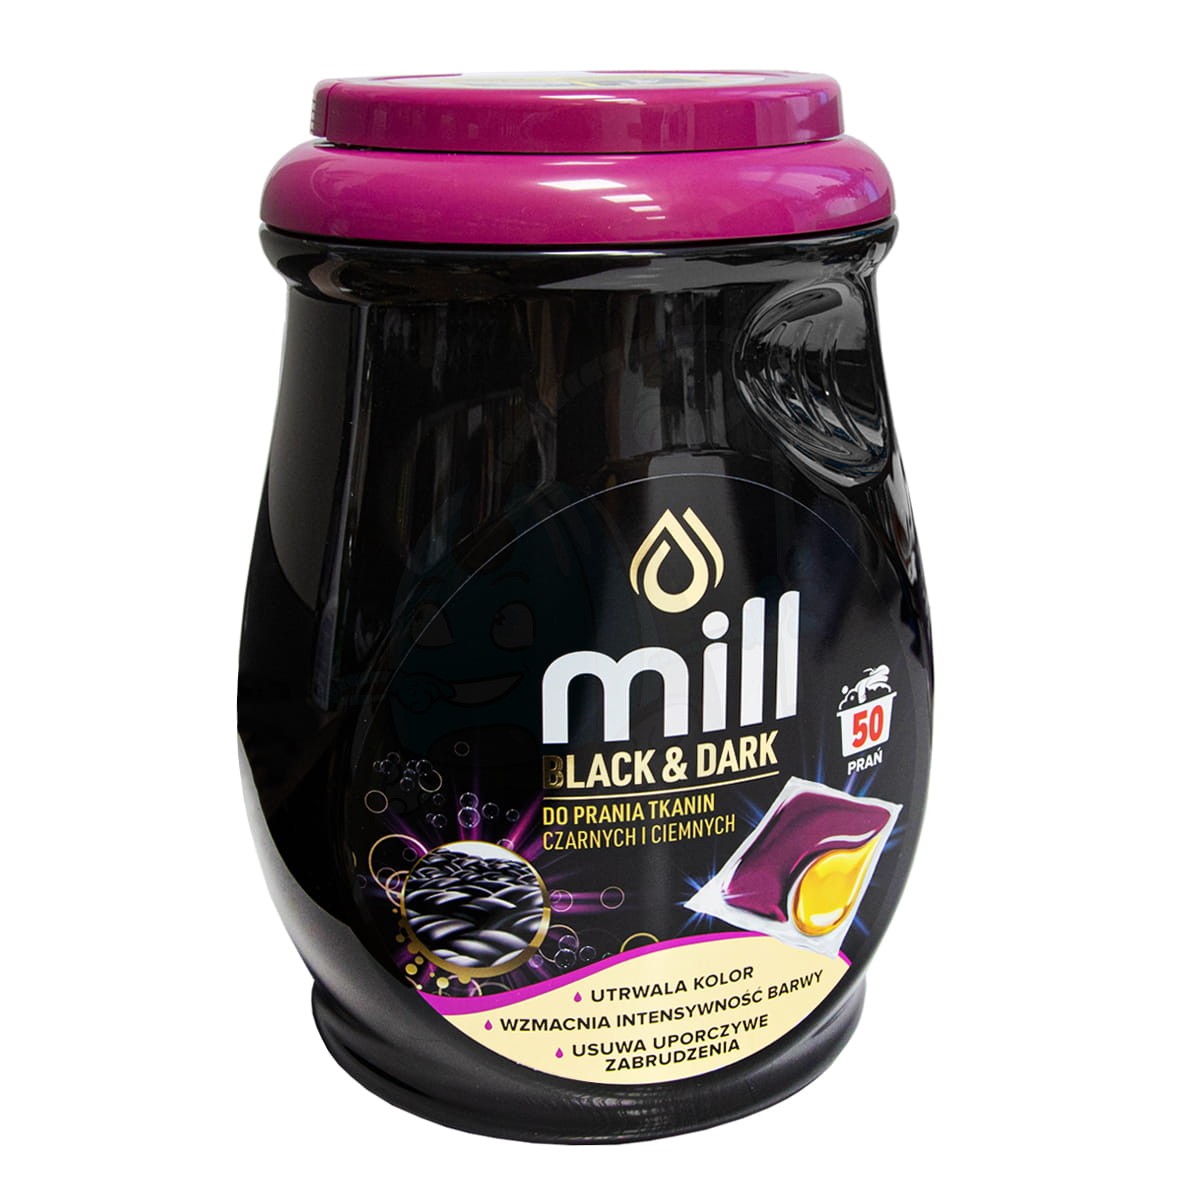 mill
BLACK & DARK
DO PRANIA TKANIN
CZARNYCH I CIEMNYCH
50
PRAŃ
UTRWALA KOLOR
WZMACNIA INTENSYWNOŚĆ BARWY
USUWA UPORCZYWE
ZABRUDZENIA